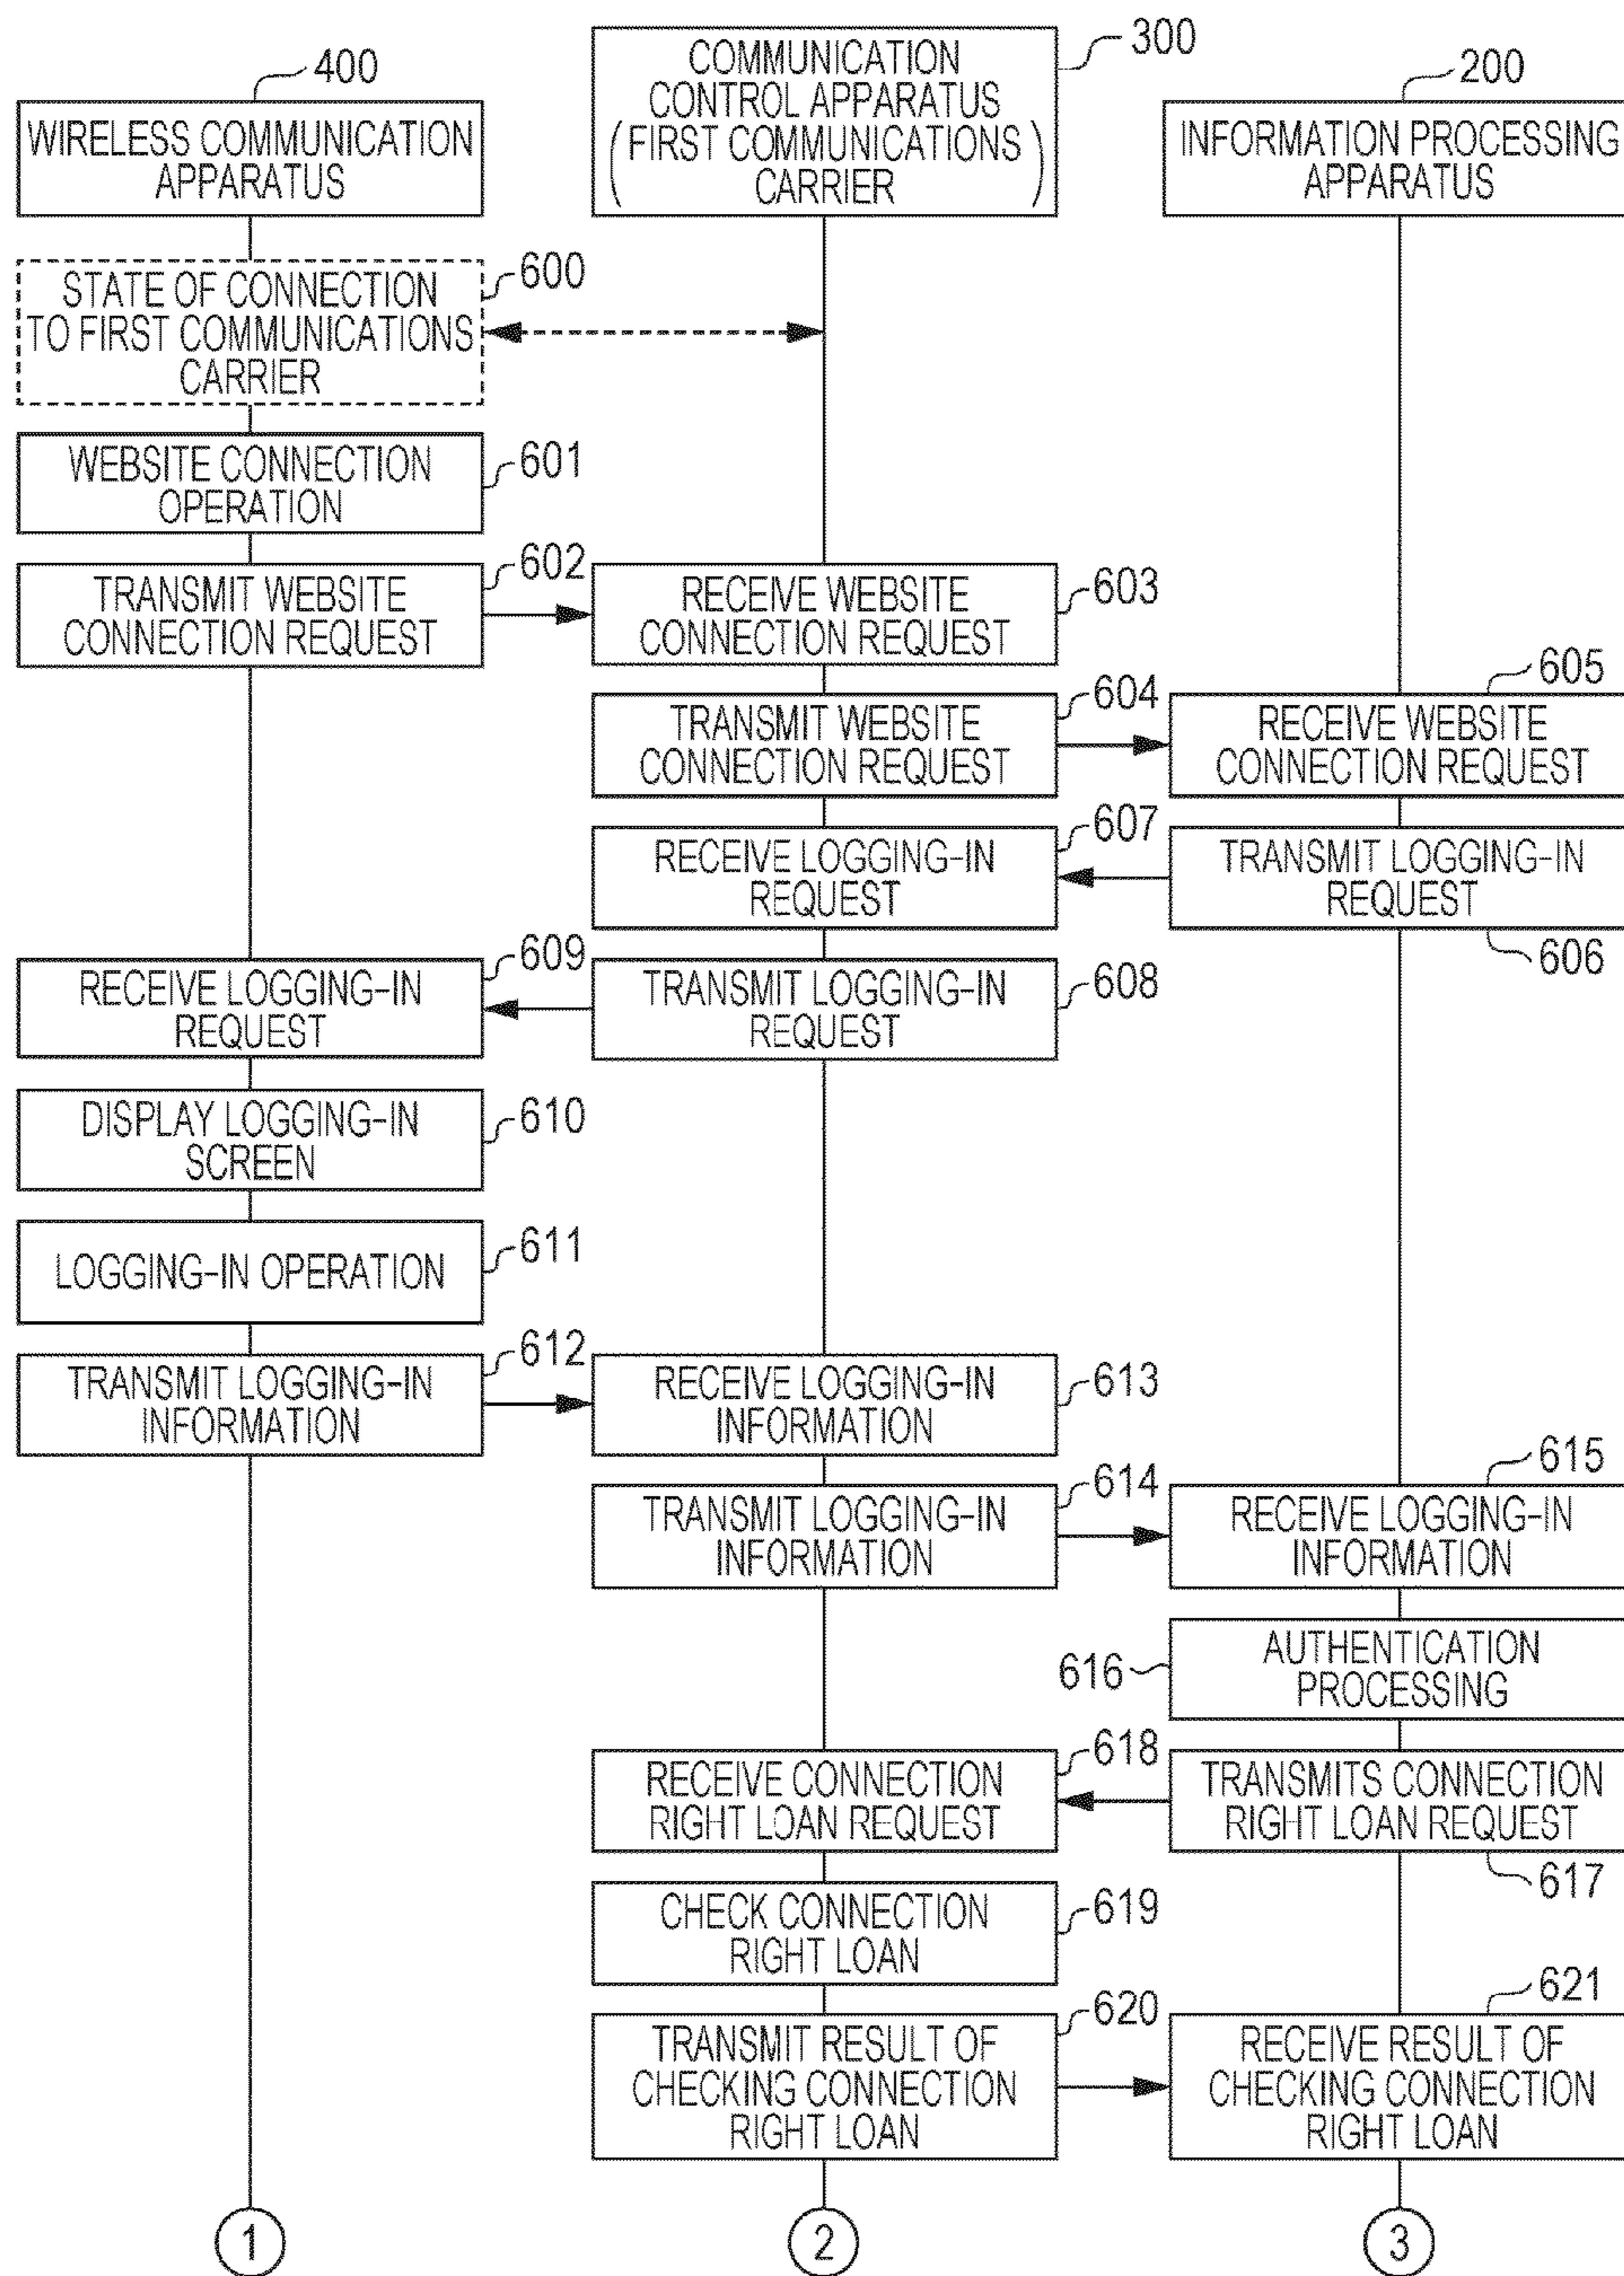 400
WIRELESS COMMUNICATION
APPARATUS
300
COMMUNICATION
CONTROL APPARATUS
(FIRST COMMUNICATIONS
CARRIER)
200
INFORMATION PROCESSING
APPARATUS
600
STATE OF CONNECTION
TO FIRST COMMUNICATIONS
CARRIER
601
WEBSITE CONNECTION
OPERATION
602
TRANSMIT WEBSITE
CONNECTION REQUEST
603
RECEIVE WEBSITE
CONNECTION REQUEST
604
TRANSMIT WEBSITE
CONNECTION REQUEST
605
RECEIVE WEBSITE
CONNECTION REQUEST
607
RECEIVE LOGGING-IN
REQUEST
TRANSMIT LOGGING-IN
REQUEST
606
609
RECEIVE LOGGING-IN
REQUEST
TRANSMIT LOGGING-IN
REQUEST
608
DISPLAY LOGGING-IN
SCREEN
610
LOGGING-IN OPERATION
611
612
TRANSMIT LOGGING-IN
INFORMATION
RECEIVE LOGGING-IN
INFORMATION
613
614
TRANSMIT LOGGING-IN
INFORMATION
615
RECEIVE LOGGING-IN
INFORMATION
616
AUTHENTICATION
PROCESSING
618
RECEIVE CONNECTION
RIGHT LOAN REQUEST
TRANSMITS CONNECTION
RIGHT LOAN REQUEST
617
CHECK CONNECTION
RIGHT LOAN
619
620
TRANSMIT RESULT OF
CHECKING CONNECTION
RIGHT LOAN
621
RECEIVE RESULT OF
CHECKING CONNECTION
RIGHT LOAN
1
2
3